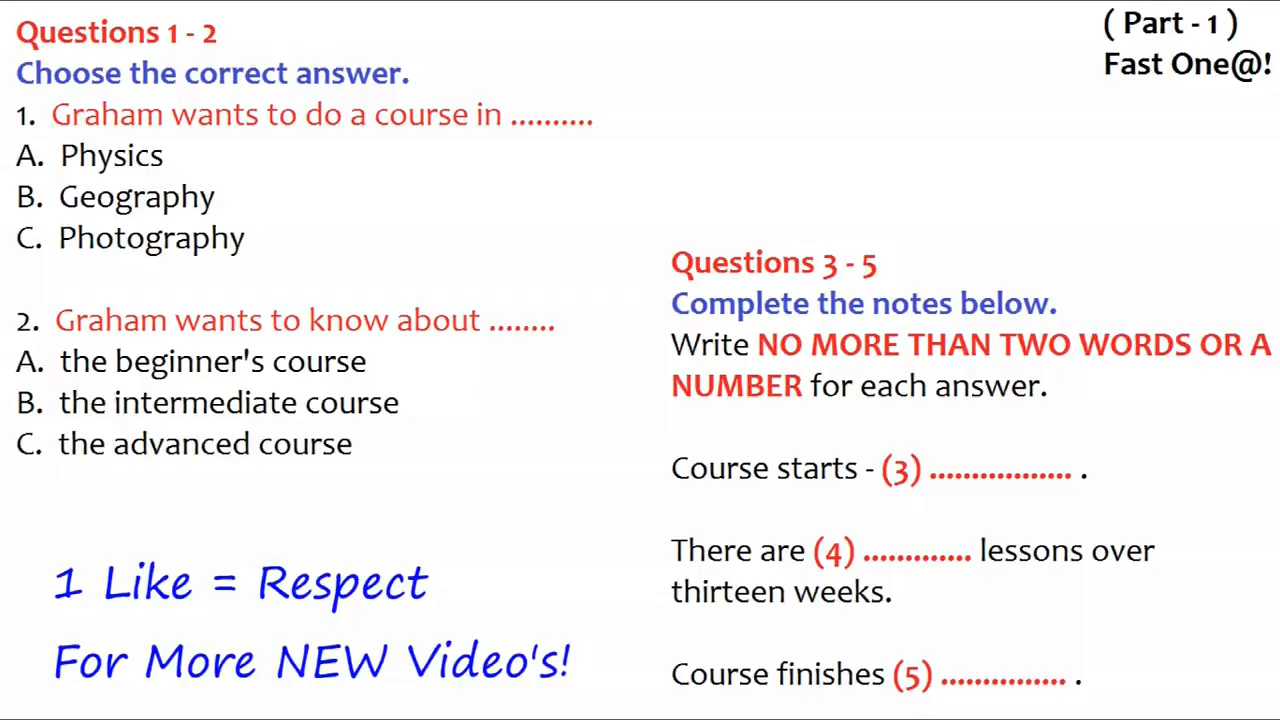 Questions 1 - 2
Choose the correct answer.
1. Graham wants to do a course in ..........
A. Physics
B. Geography
C. Photography
2. Graham wants to know about ........
A. the beginner's course
B. the intermediate course
C. the advanced course
1 Like = Respect
For More NEW Video's!
( Part - 1 )
Fast One@!
Questions 3 - 5
Complete the notes below.
Write NO MORE THAN TWO WORDS OR A
NUMBER for each answer.
Course starts - (3) ................. .
There are (4) ............. lessons over
thirteen weeks.
Course finishes (5) ............... .